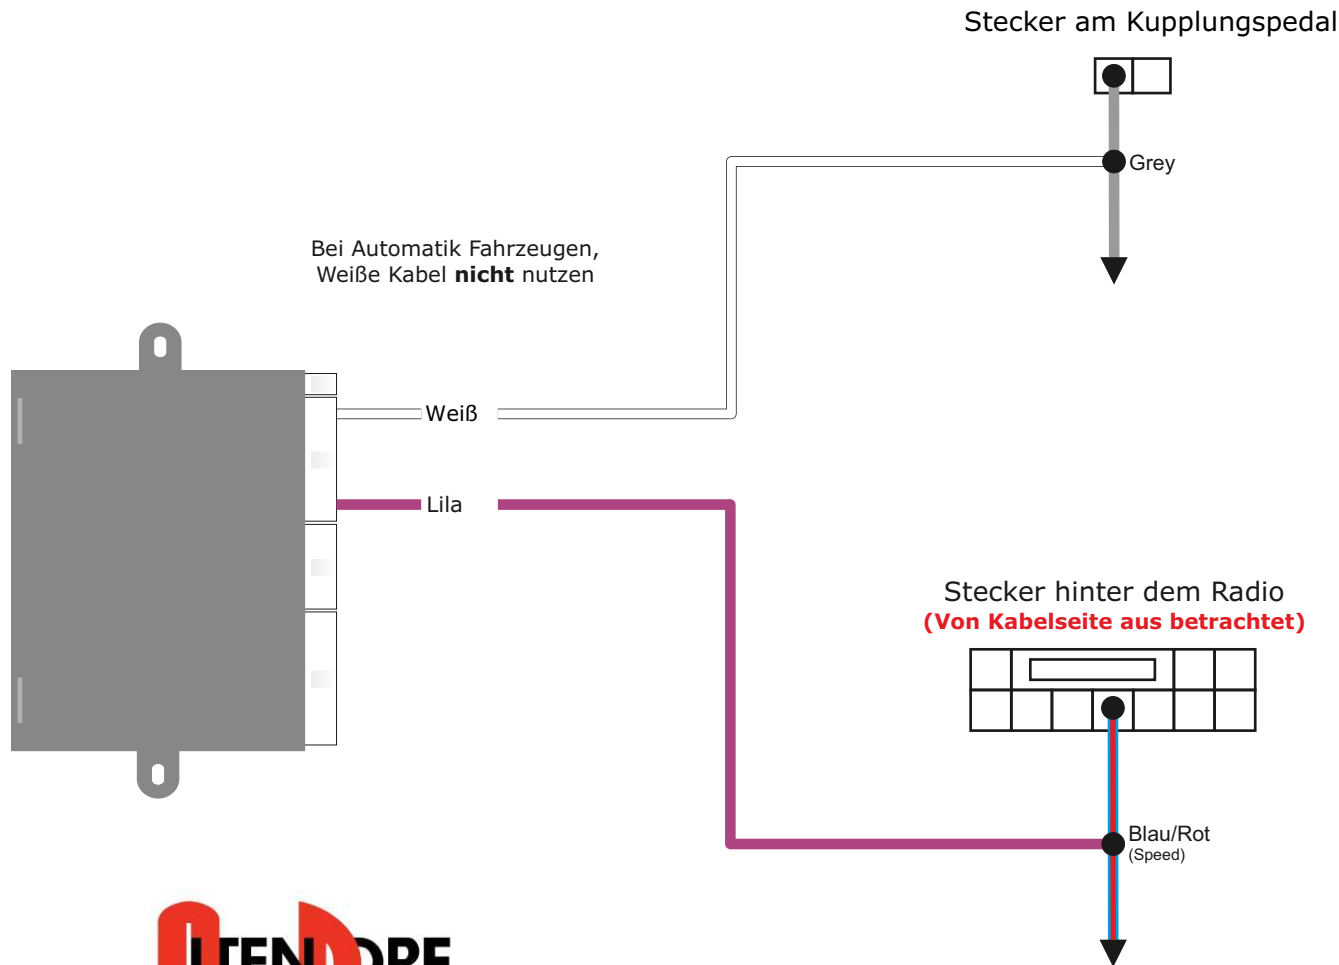 Stecker am Kupplungspedal
Grey
Bei Automatik Fahrzeugen,
Weiße Kabel nicht nutzen
Weiß
Lila
Stecker hinter dem Radio
(Von Kabelseite aus betrachtet)
Blau/Rot
(Speed)